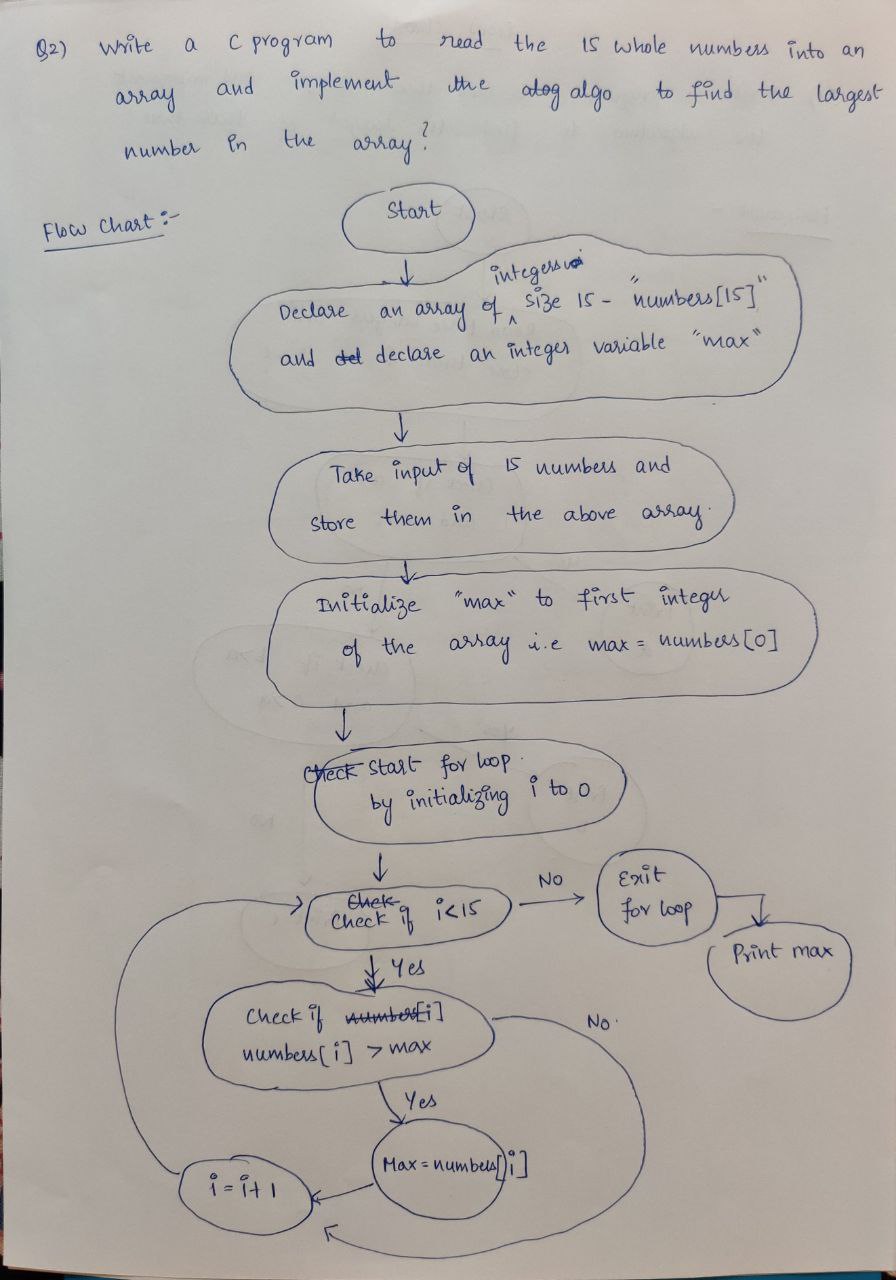 Q2) Write a C program to read the 15 whole numbers into an
array and implement the algo to find the largest
number in the array?
Flow Chart :-
Start
integers
Declare an array of ^ size 15 - "numbers[15]"
and declare an integer variable "max"
Take input of 15 numbers and
store them in the above array.
Initialize "max" to first integer
of the array i.e max = numbers[0]
Check Start for loop.
by initializing i to 0
Chek
Check if i<15
NO
Exit
for loop
Print max
Yes
Check if numbers[i]
numbers[i] > max
No.
Yes
Max = numbers[i]
i = i+1